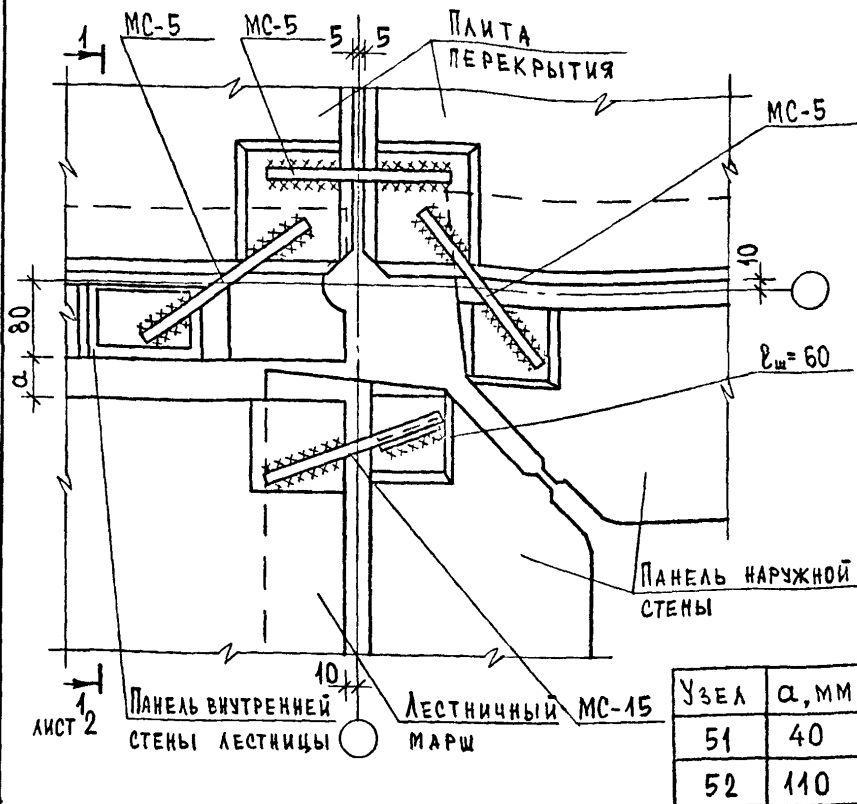 1
МС-5
МС-5
5
5
ПЛИТА
ПЕРЕКРЫТИЯ
МС-5
10
80
а
ℓш=60
ПАНЕЛЬ НАРУЖНОЙ
СТЕНЫ
10
1
ЛИСТ 2
ПАНЕЛЬ ВНУТРЕННЕЙ
СТЕНЫ ЛЕСТНИЦЫ
ЛЕСТНИЧНЫЙ
МАРШ
МС-15
УЗЕЛ а, ММ
51 40
52 110